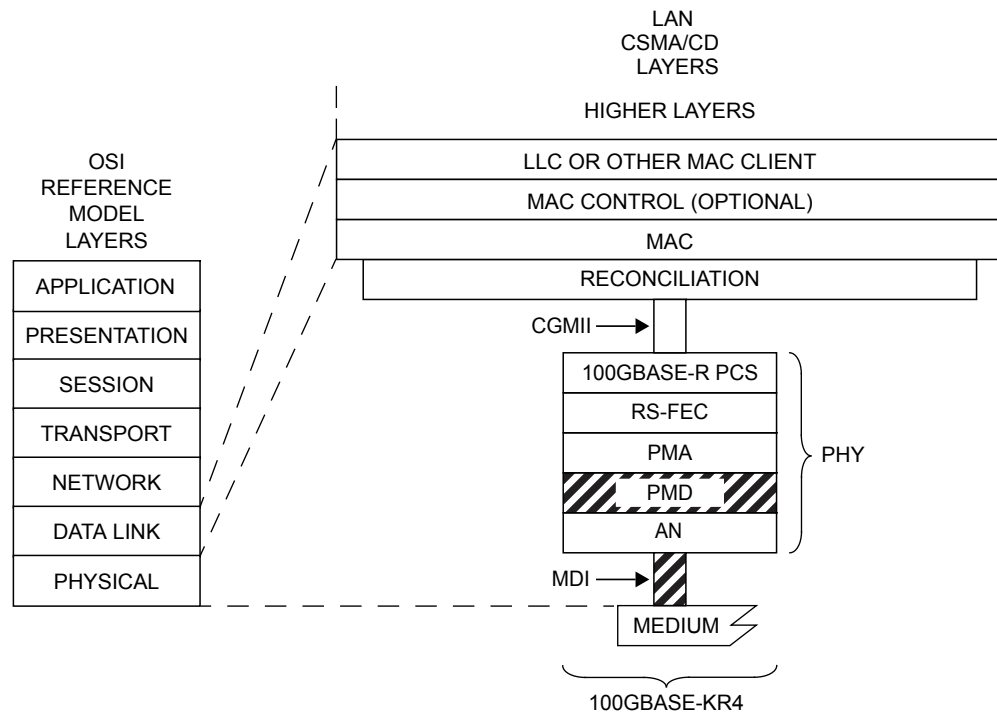 LAN
CSMA/CD
LAYERS
HIGHER LAYERS
LLC OR OTHER MAC CLIENT
MAC CONTROL (OPTIONAL)
MAC
RECONCILIATION
OSI
REFERENCE
MODEL
LAYERS
APPLICATION
PRESENTATION
SESSION
TRANSPORT
NETWORK
DATA LINK
PHYSICAL
CGMII
100GBASE-R PCS
RS-FEC
PMA
PMD
AN
PHY
MDI
MEDIUM
100GBASE-KR4